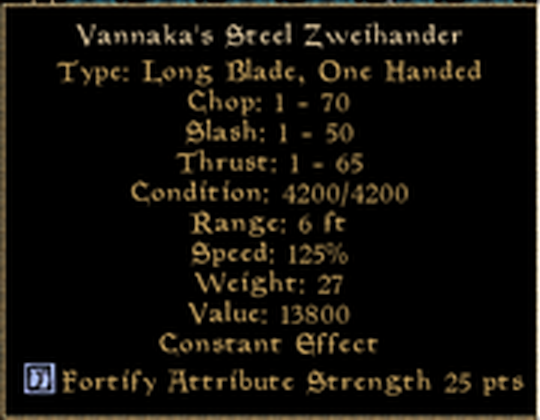 Vannaka's Steel Zweihander
Type: Long Blade, One Handed
Chop: 1 - 70
Slash: 1 - 50
Thrust: 1 - 65
Condition: 4200/4200
Range: 6 ft
Speed: 125%
Weight: 27
Value: 13800
Constant Effect
Fortify Attribute Strength 25 pts